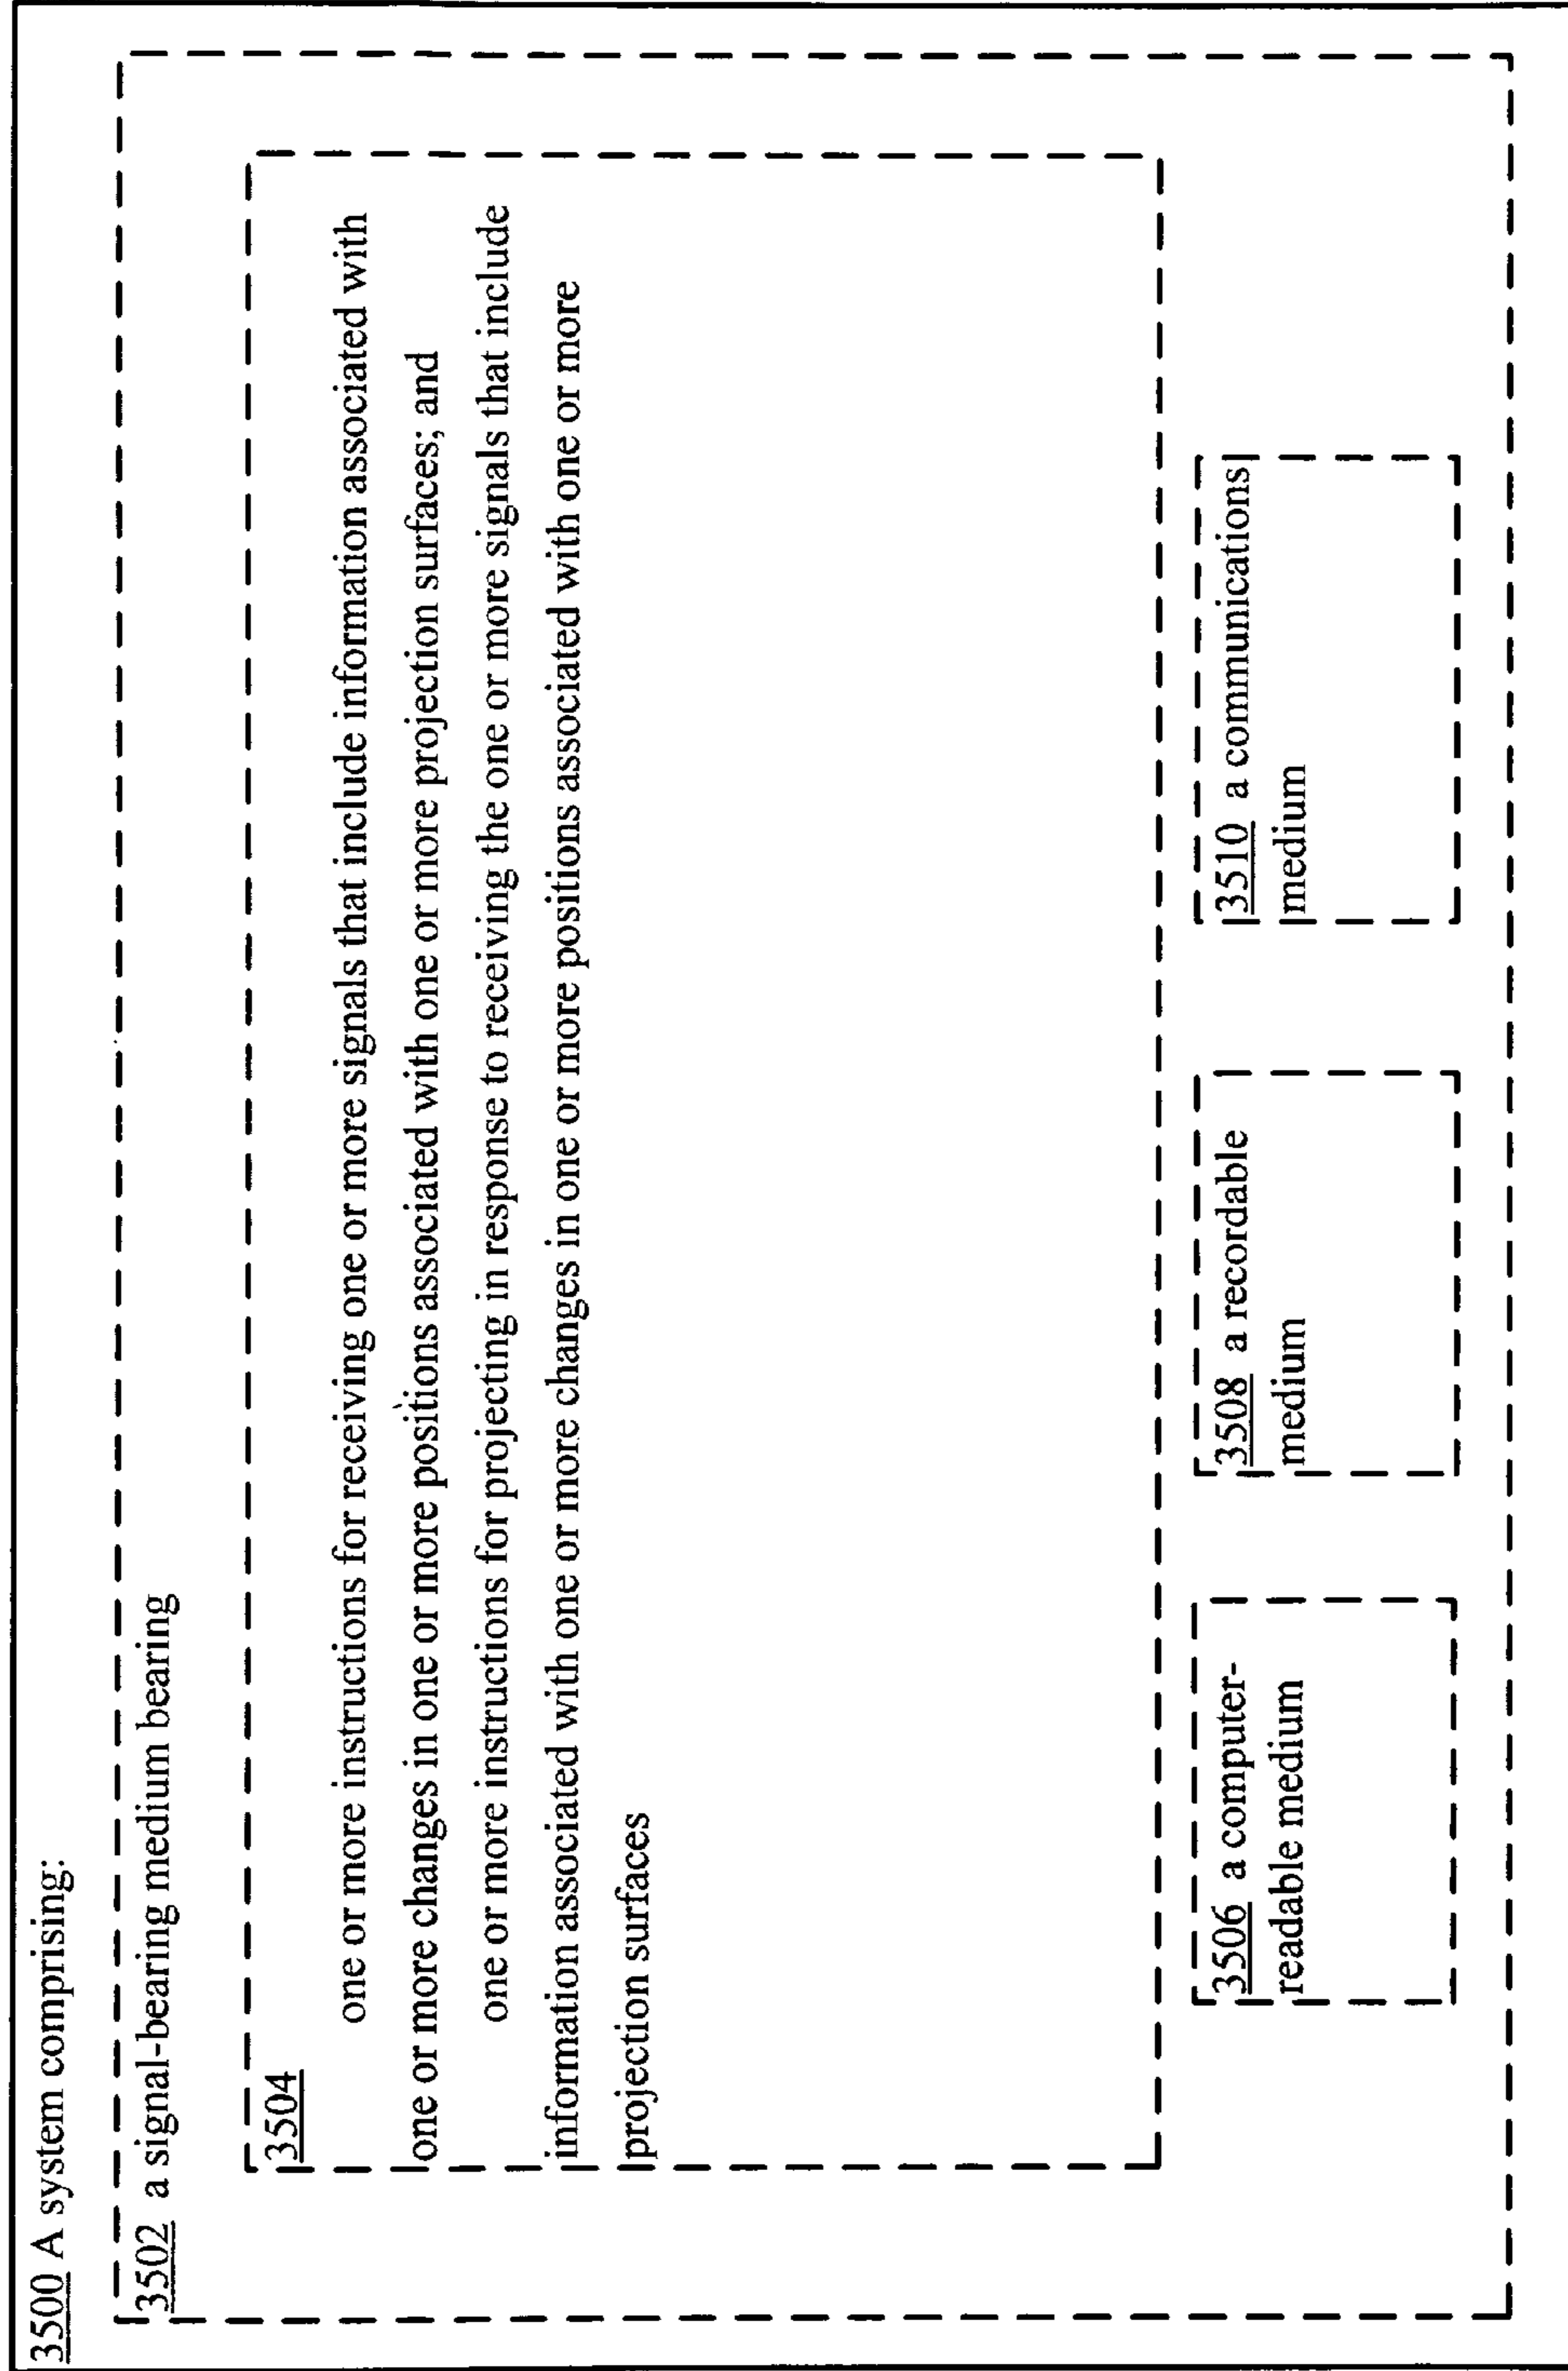 3500 A system comprising:
3502 a signal-bearing medium bearing
3504
one or more instructions for receiving one or more signals that include information associated with
one or more changes in one or more positions associated with one or more projection surfaces; and
one or more instructions for projecting in response to receiving the one or more signals that include
information associated with one or more changes in one or more positions associated with one or more
projection surfaces
3506 a computer-
readable medium
3508 a recordable
medium
3510 a communications
medium